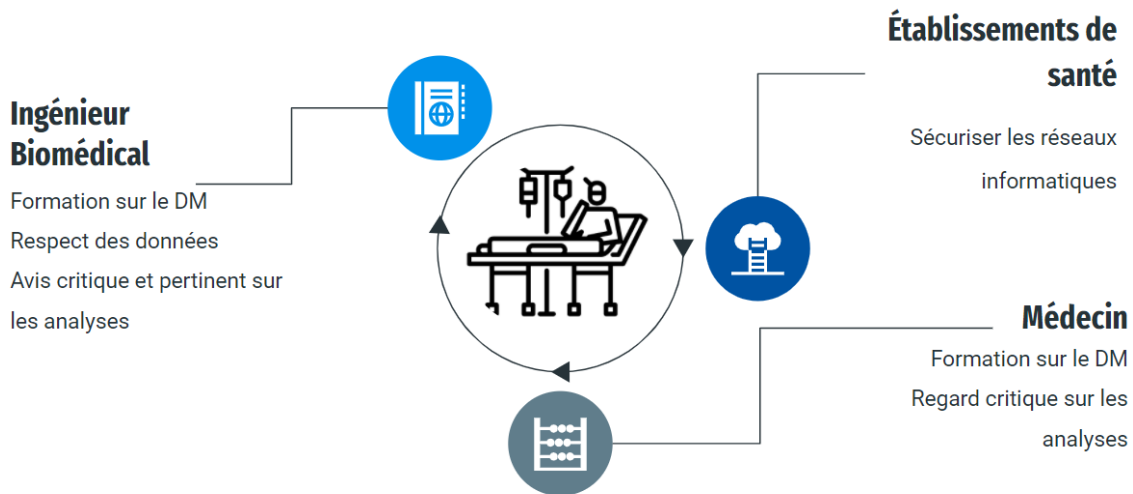 Ingénieur
Biomédical
Formation sur le DM
Respect des données
Avis critique et pertinent sur
les analyses
Établissements de
santé
Sécuriser les réseaux
informatiques
Médecin
Formation sur le DM
Regard critique sur les
analyses